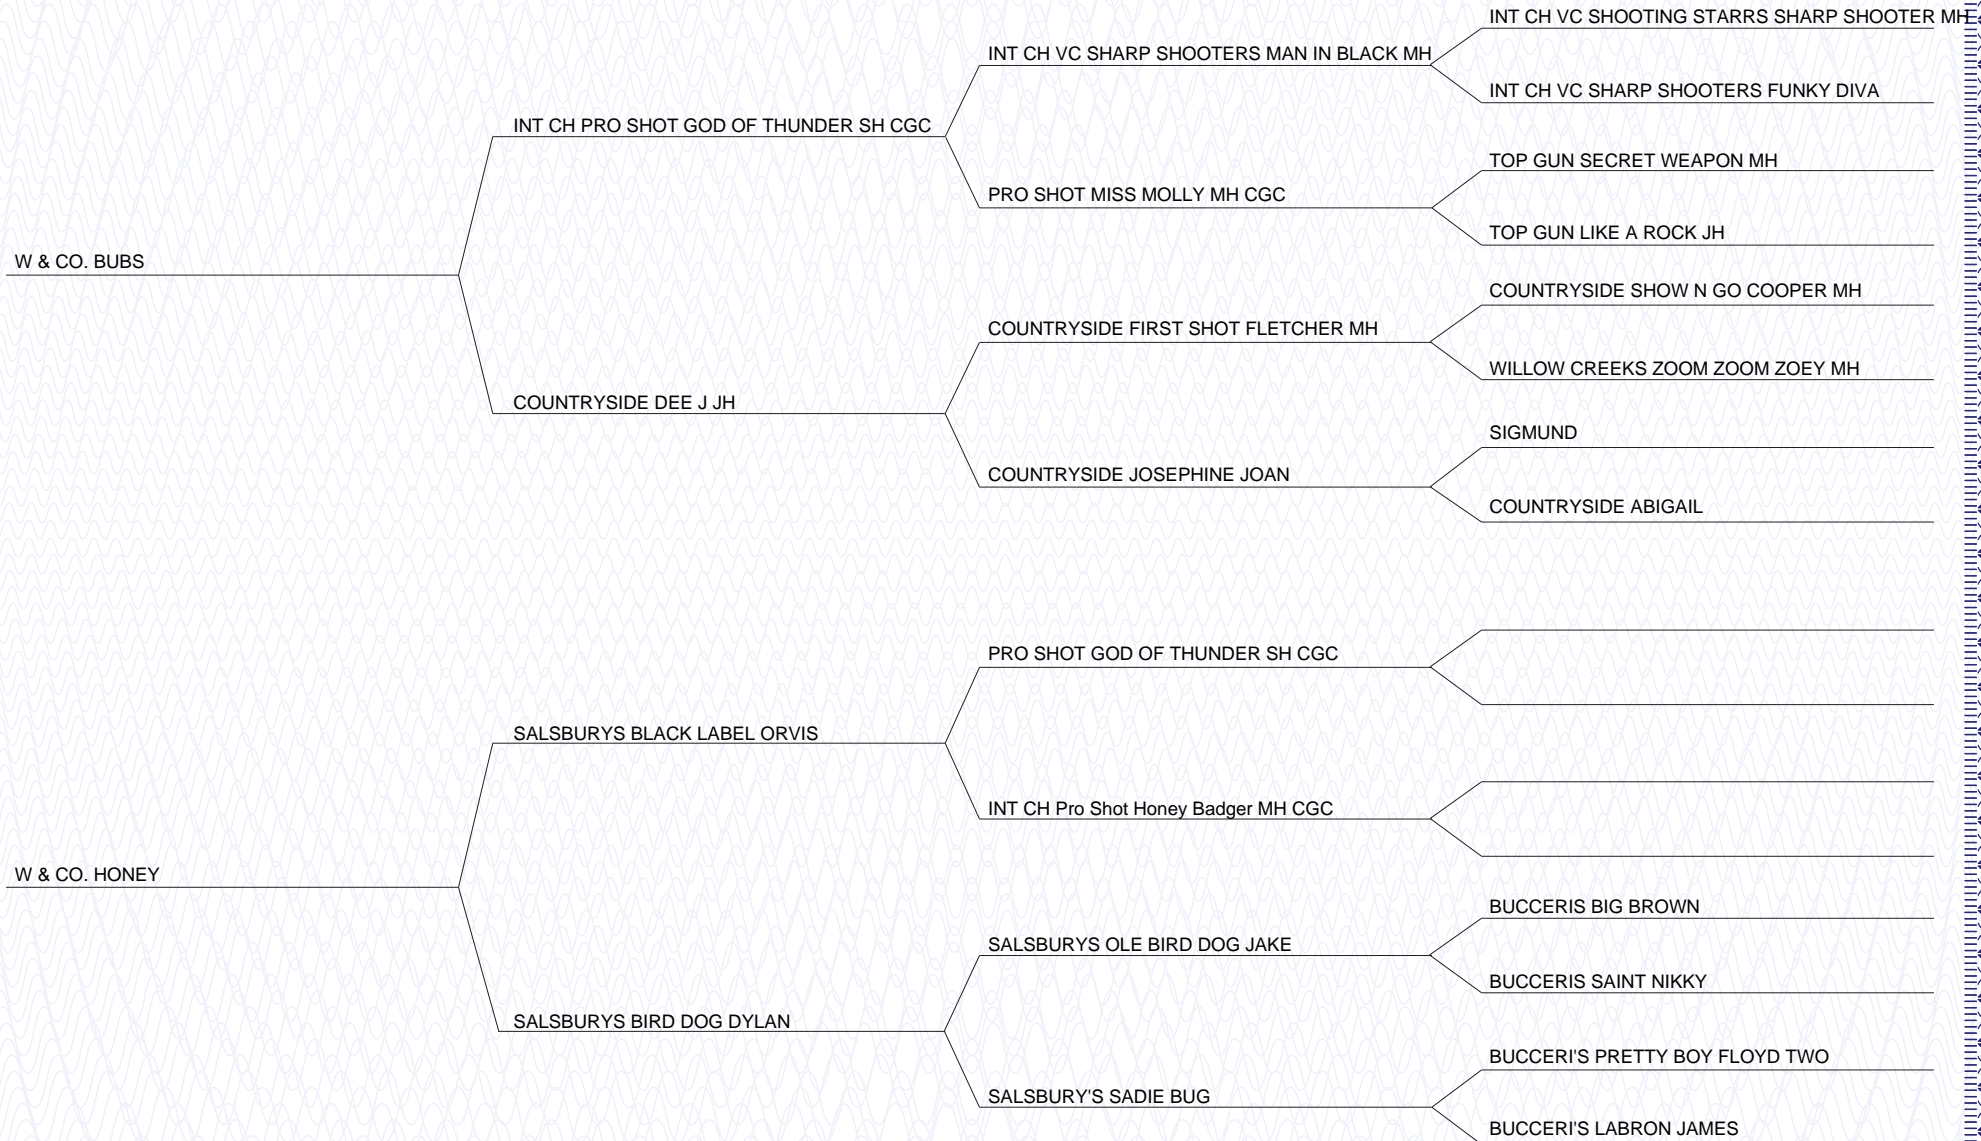 INT CH VC SHOOTING STARRS SHARP SHOOTER MH
INT CH VC SHARP SHOOTERS MAN IN BLACK MH
INT CH VC SHARP SHOOTERS FUNKY DIVA
INT CH PRO SHOT GOD OF THUNDER SH CGC
TOP GUN SECRET WEAPON MH
PRO SHOT MISS MOLLY MH CGC
TOP GUN LIKE A ROCK JH
W & CO. BUBS
COUNTRYSIDE SHOW N GO COOPER MH
COUNTRYSIDE FIRST SHOT FLETCHER MH
WILLOW CREEKS ZOOM ZOOM ZOEY MH
COUNTRYSIDE DEE J JH
SIGMUND
COUNTRYSIDE JOSEPHINE JOAN
COUNTRYSIDE ABIGAIL
PRO SHOT GOD OF THUNDER SH CGC
SALSBURYS BLACK LABEL ORVIS
INT CH Pro Shot Honey Badger MH CGC
W & CO. HONEY
BUCCERIS BIG BROWN
SALSBURYS OLE BIRD DOG JAKE
BUCCERIS SAINT NIKKY
SALSBURYS BIRD DOG DYLAN
BUCCERI'S PRETTY BOY FLOYD TWO
SALSBURY'S SADIE BUG
BUCCERI'S LABRON JAMES